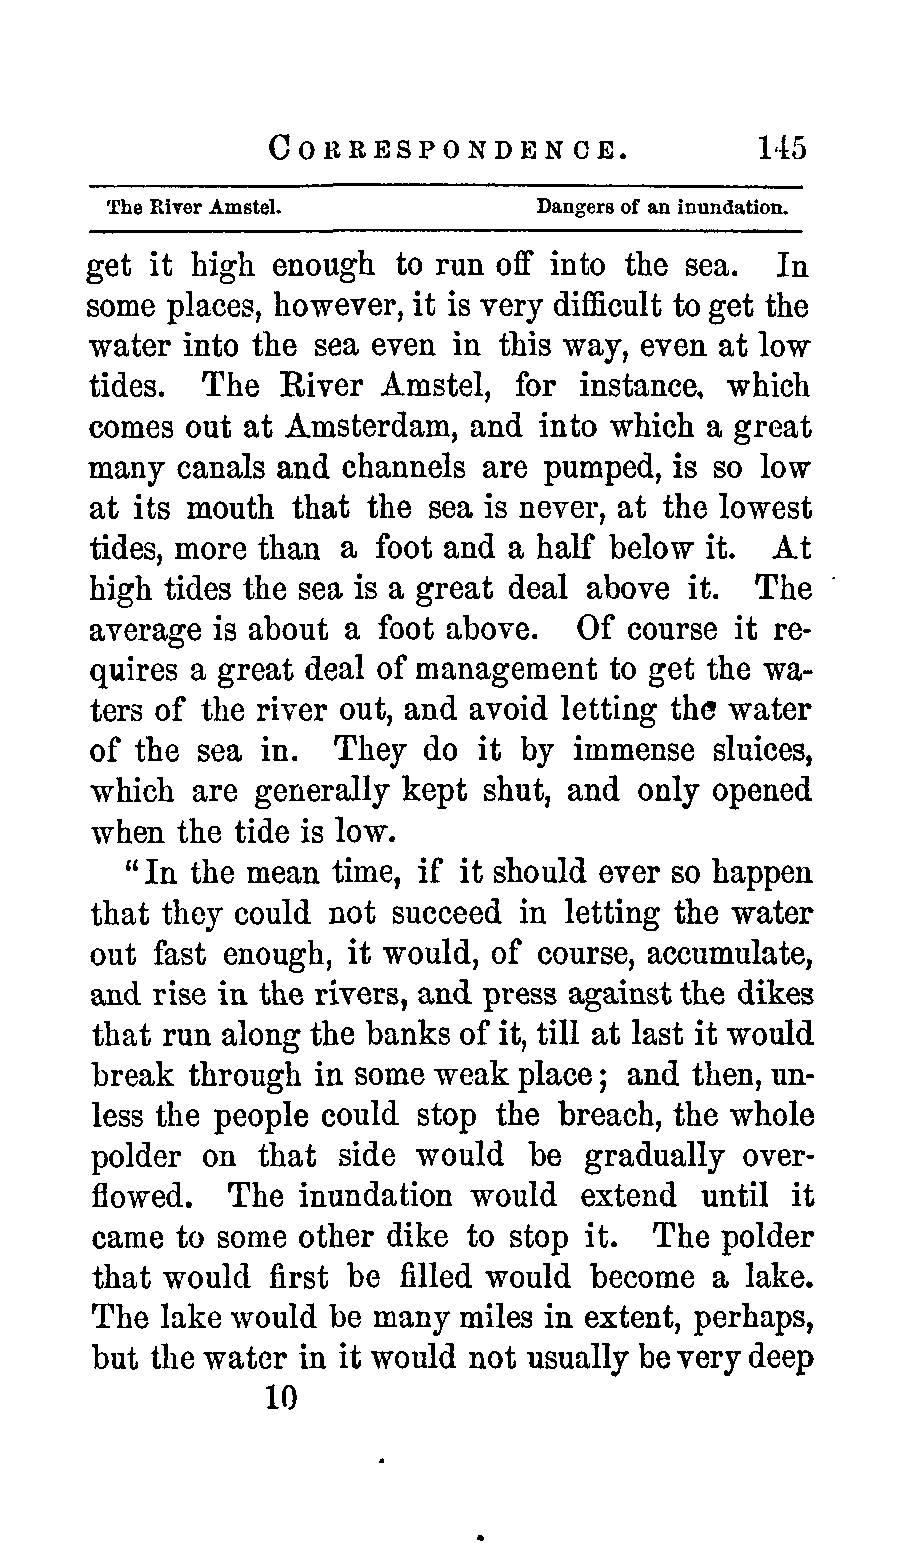 CORRESPONDENCE. 145
The River Amstel. Dangers of an inundation.
get it high enough to run off into the sea. In
some places, however, it is very difficult to get the
water into the sea even in this way, even at low
tides. The River Amstel, for instance, which
comes out at Amsterdam, and into which a great
many canals and channels are pumped, is so low
at its mouth that the sea is never, at the lowest
tides, more than a foot and a half below it. At
high tides the sea is a great deal above it. The
average is about a foot above. Of course it re-
quires a great deal of management to get the wa-
ters of the river out, and avoid letting the water
of the sea in. They do it by immense sluices,
which are generally kept shut, and only opened
when the tide is low.
"In the mean time, if it should ever so happen
that they could not succeed in letting the water
out fast enough, it would, of course, accumulate,
and rise in the rivers, and press against the dikes
that run along the banks of it, till at last it would
break through in some weak place; and then, un-
less the people could stop the breach, the whole
polder on that side would be gradually over-
flowed. The inundation would extend until it
came to some other dike to stop it. The polder
that would first be filled would become a lake.
The lake would be many miles in extent, perhaps,
but the water in it would not usually be very deep
10